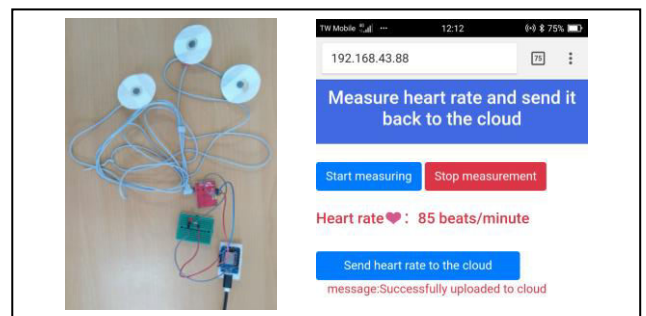 TW Mobile 12:12 75%
192.168.43.88 75
Measure heart rate and send it
back to the cloud
Start measuring Stop measurement
Heart rate❤: 85 beats/minute
Send heart rate to the cloud
message:Successfully uploaded to cloud